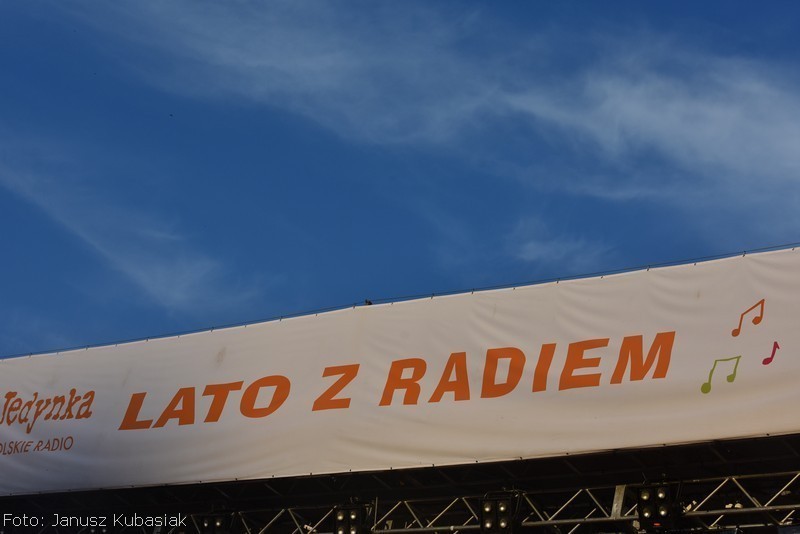 Jedynka
OLSKIE RADIO
LATO Z RADIEM
Foto: Janusz Kubasiak